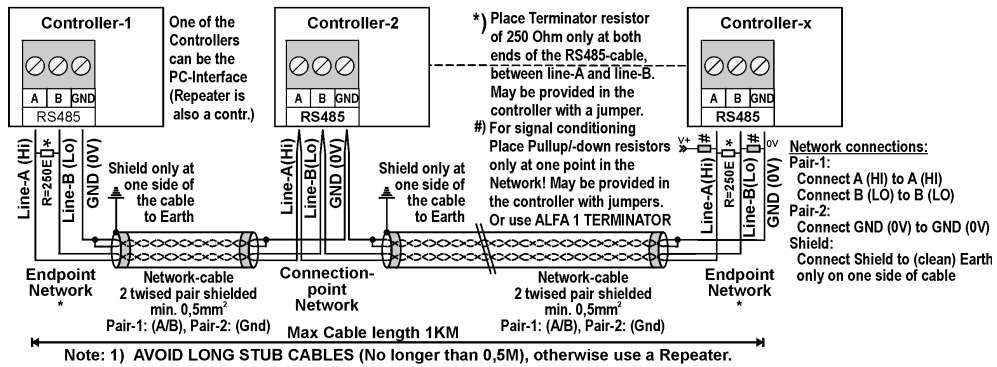 Controller-1
One of the
Controllers
can be the
PC-Interface
(Repeater is
also a contr.)
A B GND
RS485
Controller-2
A B GND
RS485
*) Place Terminator resistor
of 250 Ohm only at both
ends of the RS485-cable,
between line-A and line-B.
May be provided in the
controller with a jumper.
#) For signal conditioning
Place Pullup/-down resistors
only at one point in the
Network! May be provided in
the controller with jumpers.
Or use ALFA 1 TERMINATOR
Controller-x
A B GND
RS485
Line-A (Hi)
R=250E *
Line-B (Lo)
GND (0V)
Shield only at
one side of
the cable
to Earth
Line-A(Hi)
Line-B(Lo)
GND (0V)
Shield only at
one side of
the cable
to Earth
V+ # * # 0V
Line-A(Hi)
R=250E
Line-B(Lo)
GND (0V)
Network connections:
Pair-1:
Connect A (HI) to A (HI)
Connect B (LO) to B (LO)
Pair-2:
Connect GND (0V) to GND (0V)
Shield:
Connect Shield to (clean) Earth
only on one side of cable
Endpoint
Network
*
Network-cable
2 twised pair shielded
min. 0,5mm²
Pair-1: (A/B), Pair-2: (Gnd)
Connection-
point
Network
Network-cable
2 twised pair shielded
min. 0,5mm²
Pair-1: (A/B), Pair-2: (Gnd)
Endpoint
Network
*
Max Cable length 1KM
Note: 1) AVOID LONG STUB CABLES (No longer than 0,5M), otherwise use a Repeater.